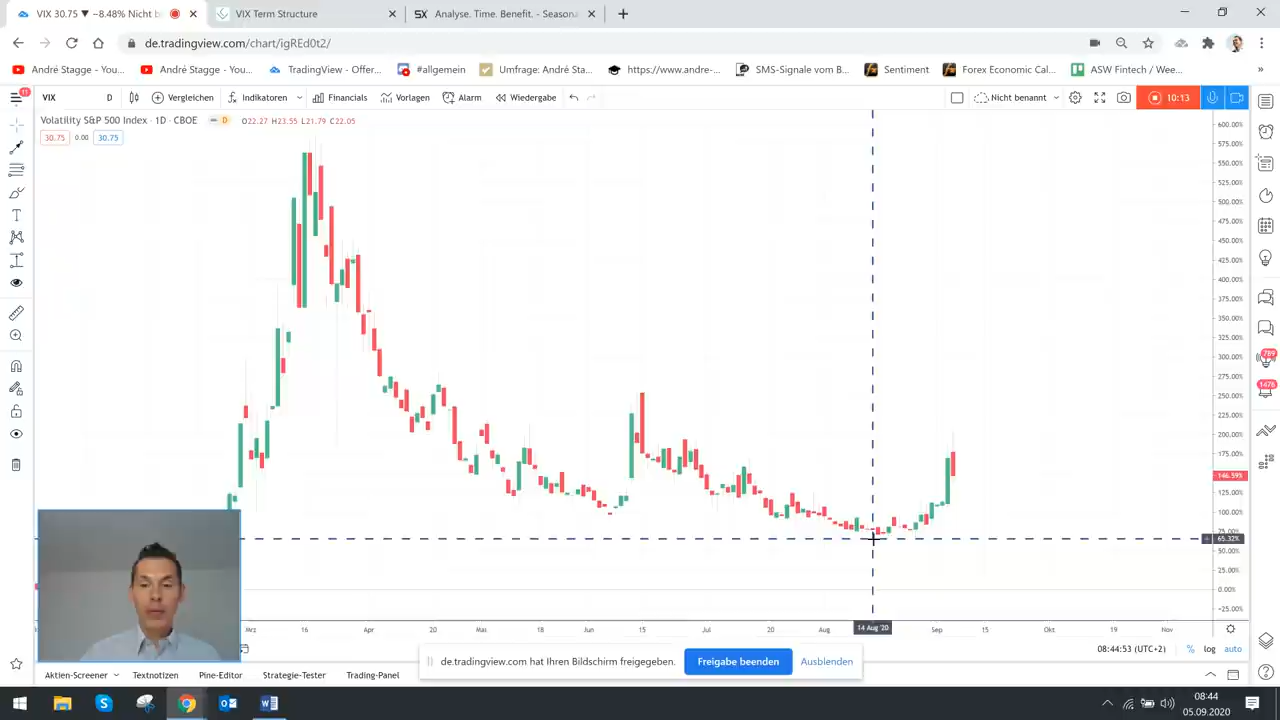 VIX 30.75 ▼ −8.48% Nicht b
VIX Term Structure
Analyse. Time. Benefit. - Seasona
de.tradingview.com/chart/igREd0t2/
André Stagge - You...
André Stagge - You...
TradingView - Offer...
#allgemein
Umfrage: André Sta...
https://www.andre-...
SMS-Signale vom B...
Sentiment
Forex Economic Cal...
ASW Fintech / Wee...
»
11
VIX
D
Vergleichen
Indikatoren
Financials
Vorlagen
Alarm
Wiedergabe
Nicht benannt
10:13
Volatility S&P 500 Index · 1D · CBOE
D
O22.27 H23.55 L21.79 C22.05
30.75 0.00 30.75
600.00%
575.00%
550.00%
525.00%
500.00%
475.00%
450.00%
425.00%
400.00%
375.00%
350.00%
325.00%
300.00%
275.00%
250.00%
225.00%
200.00%
175.00%
146.59%
125.00%
100.00%
75.00%
65.32%
50.00%
25.00%
0.00%
-25.00%
789
1478
Mrz
16
Apr
20
Mai
18
Jun
15
Jul
20
Aug
14 Aug '20
Sep
15
Okt
19
Nov
08:44:53 (UTC+2)
%
log
auto
de.tradingview.com hat Ihren Bildschirm freigegeben.
Freigabe beenden
Ausblenden
Aktien-Screener
Textnotizen
Pine-Editor
Strategie-Tester
Trading-Panel
08:44
05.09.2020